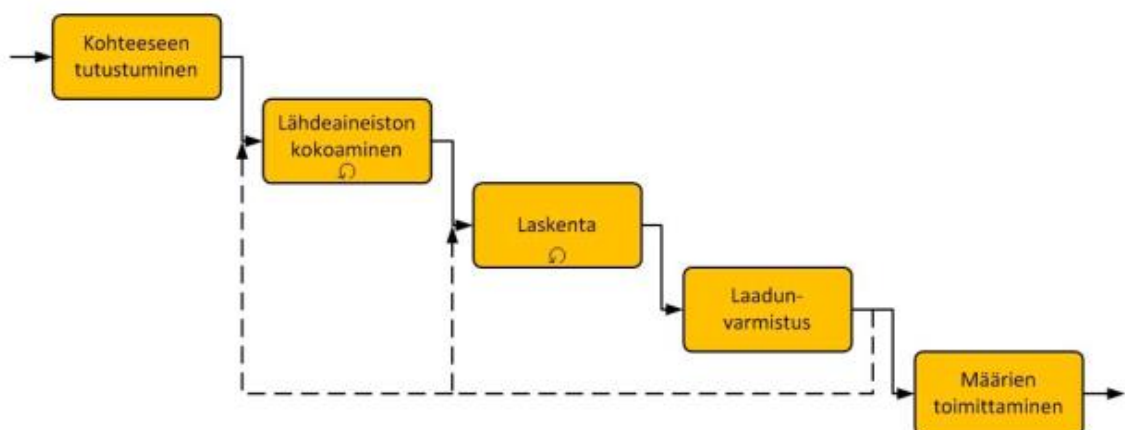 Kohteeseen
tutustuminen
Lähdeaineiston
kokoaminen
Laskenta
Laadun-
varmistus
Määrien
toimittaminen